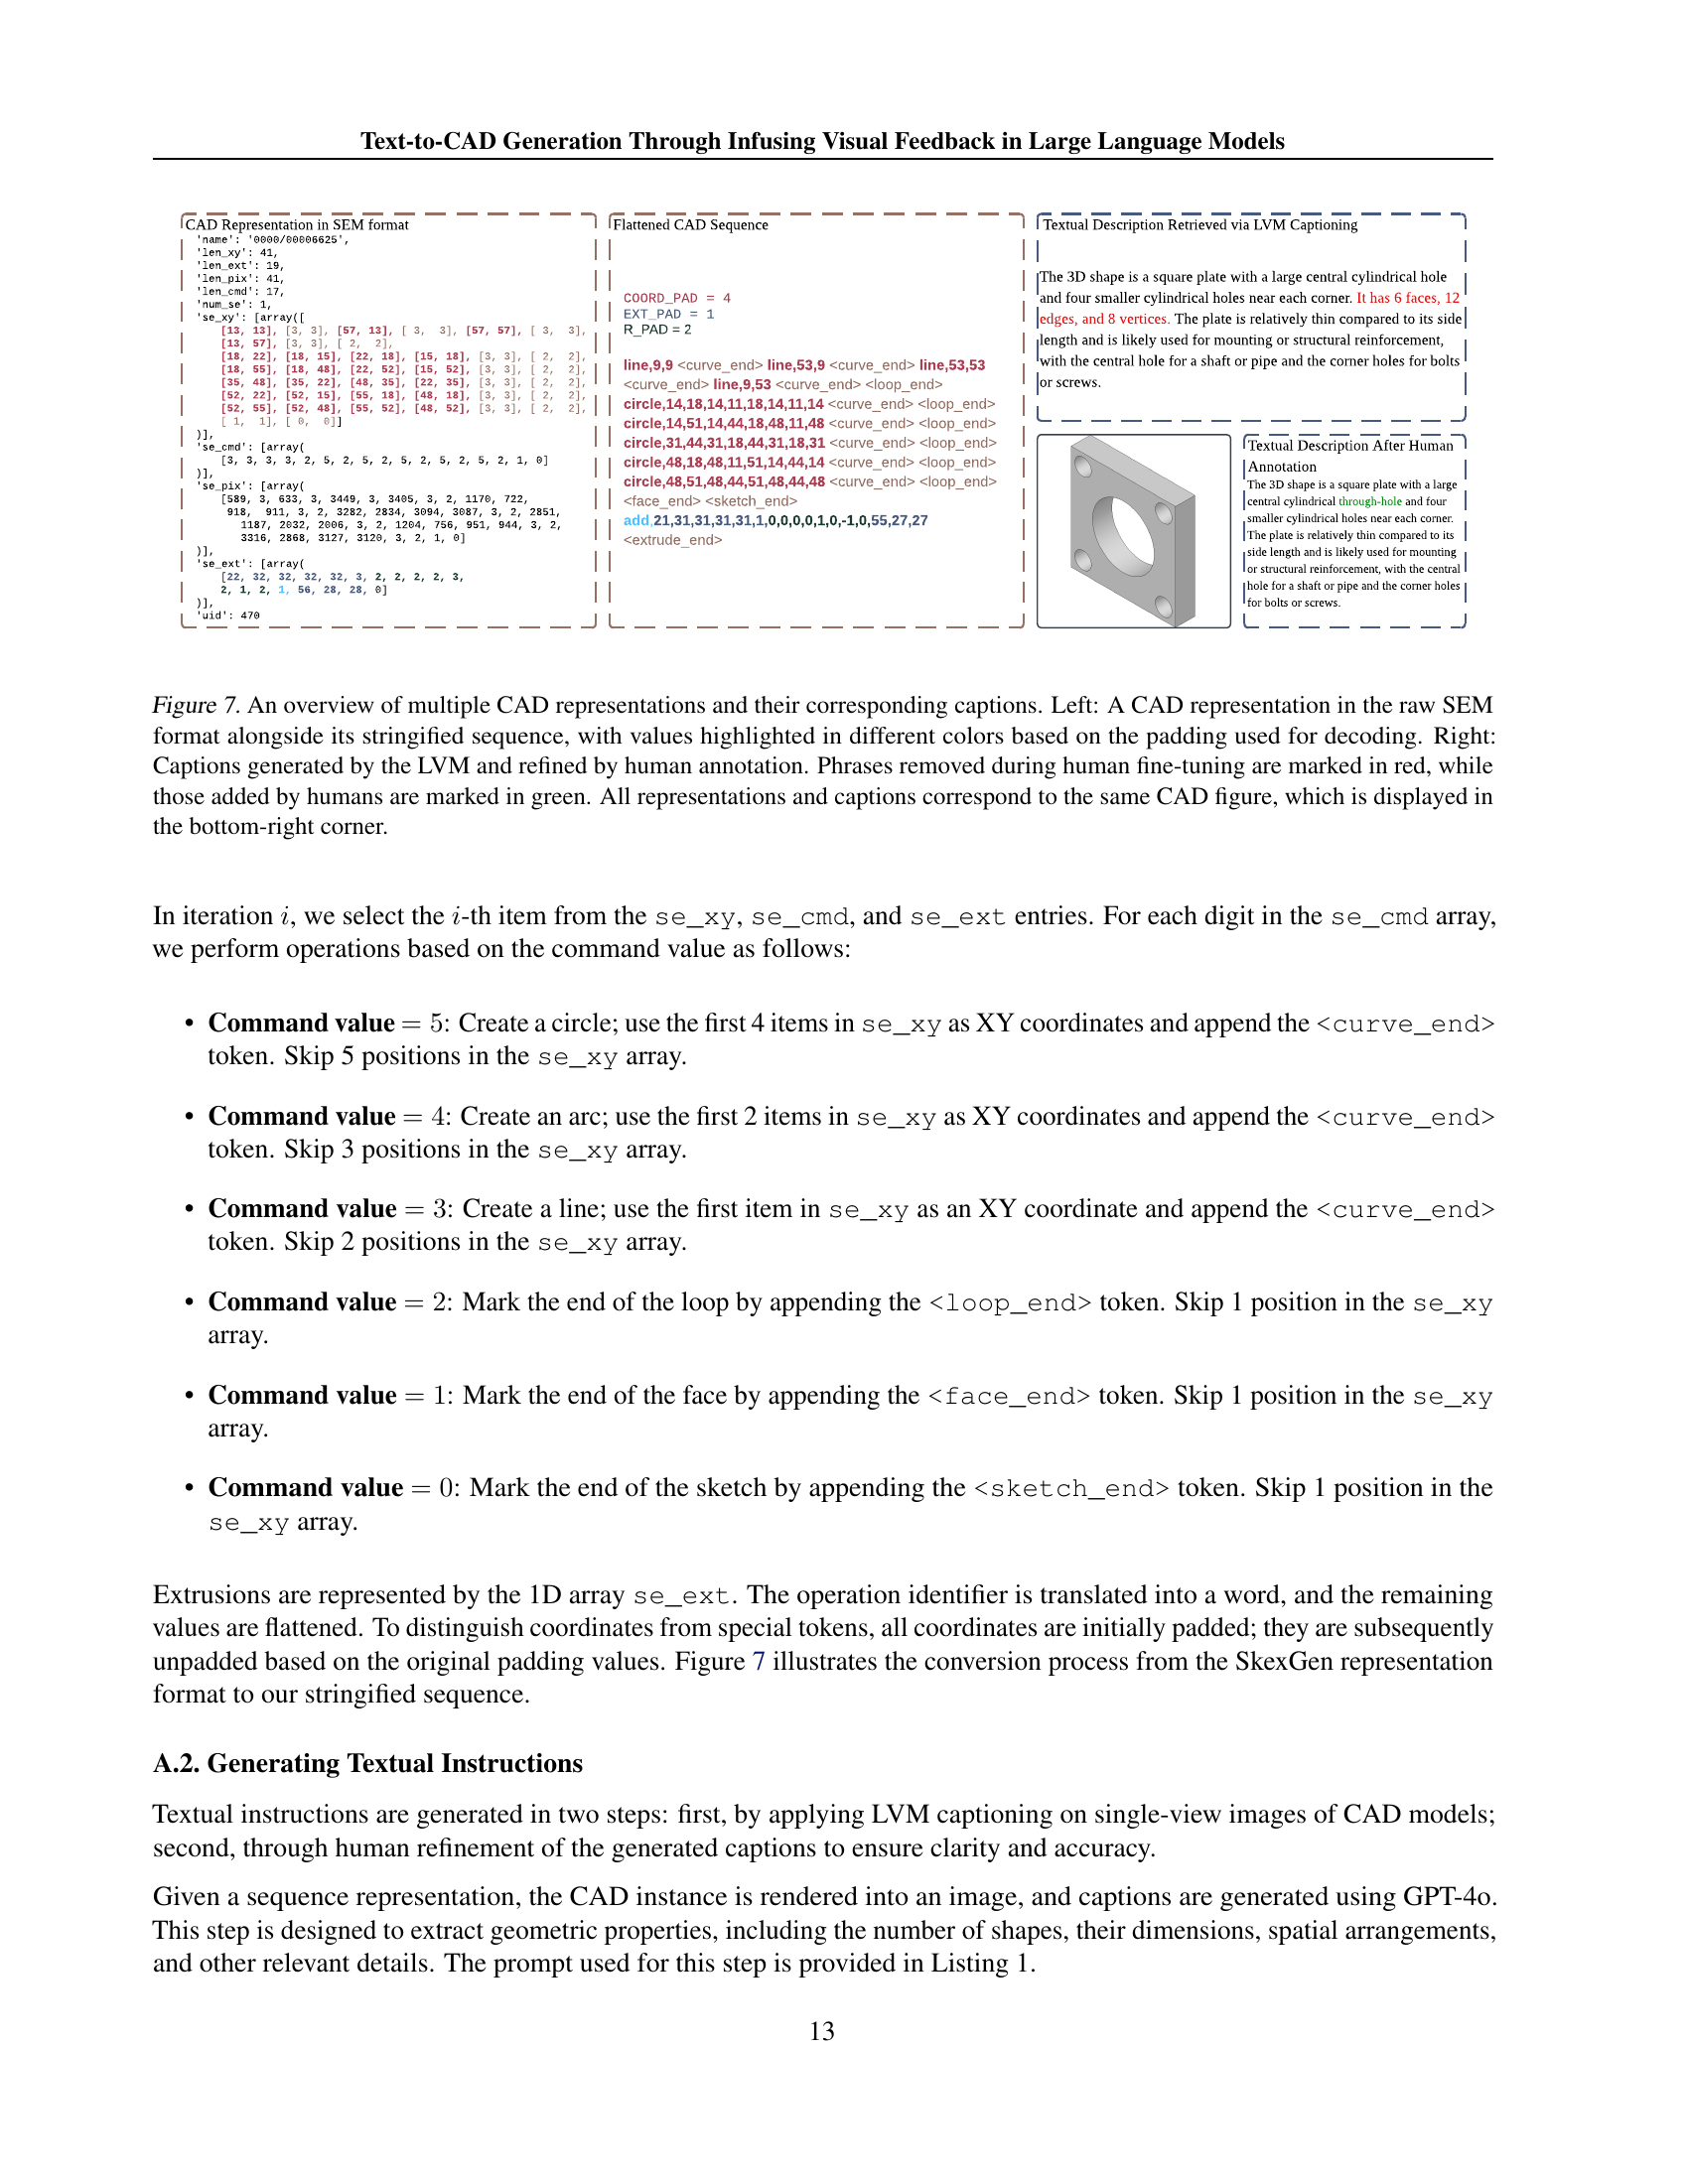 Text-to-CAD Generation Through Infusing Visual Feedback in Large Language Models
CAD Representation in SEM format
'name': '0000/00006625',
'len_xy': 41,
'len_ext': 19,
'len_pix': 41,
'len_cmd': 17,
'num_se': 1,
'se_xy': [array([
[13, 13], [3, 3], [57, 13], [ 3, 3], [57, 57], [ 3, 3],
[13, 57], [3, 3], [ 2, 2],
[18, 22], [18, 15], [22, 18], [15, 18], [3, 3], [ 2, 2],
[18, 55], [18, 48], [22, 52], [15, 52], [3, 3], [ 2, 2],
[35, 48], [35, 22], [48, 35], [22, 35], [3, 3], [ 2, 2],
[52, 22], [52, 15], [55, 18], [48, 18], [3, 3], [ 2, 2],
[52, 55], [52, 48], [55, 52], [48, 52], [3, 3], [ 2, 2],
[ 1, 1], [ 0, 0]]
)],
'se_cmd': [array(
[3, 3, 3, 3, 2, 5, 2, 5, 2, 5, 2, 5, 2, 5, 2, 1, 0]
)],
'se_pix': [array(
[589, 3, 633, 3, 3449, 3, 3405, 3, 2, 1170, 722,
918, 911, 3, 2, 3282, 2834, 3094, 3087, 3, 2, 2851,
1187, 2032, 2006, 3, 2, 1204, 756, 951, 944, 3, 2,
3316, 2868, 3127, 3120, 3, 2, 1, 0]
)],
'se_ext': [array(
[22, 32, 32, 32, 32, 3, 2, 2, 2, 2, 3,
2, 1, 2, 1, 56, 28, 28, 0]
)],
'uid': 470
Flattened CAD Sequence
COORD_PAD = 4
EXT_PAD = 1
R_PAD = 2
line,9,9 <curve_end> line,53,9 <curve_end> line,53,53
<curve_end> line,9,53 <curve_end> <loop_end>
circle,14,18,14,11,18,14,11,14 <curve_end> <loop_end>
circle,14,51,14,44,18,48,11,48 <curve_end> <loop_end>
circle,31,44,31,18,44,31,18,31 <curve_end> <loop_end>
circle,48,18,48,11,51,14,44,14 <curve_end> <loop_end>
circle,48,51,48,44,51,48,44,48 <curve_end> <loop_end>
<face_end> <sketch_end>
add,21,31,31,31,31,1,0,0,0,0,1,0,-1,0,55,27,27
<extrude_end>
Textual Description Retrieved via LVM Captioning
The 3D shape is a square plate with a large central cylindrical hole
and four smaller cylindrical holes near each corner. It has 6 faces, 12
edges, and 8 vertices. The plate is relatively thin compared to its side
length and is likely used for mounting or structural reinforcement,
with the central hole for a shaft or pipe and the corner holes for bolts
or screws.
Textual Description After Human
Annotation
The 3D shape is a square plate with a large
central cylindrical through-hole and four
smaller cylindrical holes near each corner.
The plate is relatively thin compared to its
side length and is likely used for mounting
or structural reinforcement, with the central
hole for a shaft or pipe and the corner holes
for bolts or screws.
Figure 7. An overview of multiple CAD representations and their corresponding captions. Left: A CAD representation in the raw SEM
format alongside its stringified sequence, with values highlighted in different colors based on the padding used for decoding. Right:
Captions generated by the LVM and refined by human annotation. Phrases removed during human fine-tuning are marked in red, while
those added by humans are marked in green. All representations and captions correspond to the same CAD figure, which is displayed in
the bottom-right corner.
In iteration i, we select the i-th item from the se_xy, se_cmd, and se_ext entries. For each digit in the se_cmd array,
we perform operations based on the command value as follows:
• Command value = 5: Create a circle; use the first 4 items in se_xy as XY coordinates and append the <curve_end>
token. Skip 5 positions in the se_xy array.
• Command value = 4: Create an arc; use the first 2 items in se_xy as XY coordinates and append the <curve_end>
token. Skip 3 positions in the se_xy array.
• Command value = 3: Create a line; use the first item in se_xy as an XY coordinate and append the <curve_end>
token. Skip 2 positions in the se_xy array.
• Command value = 2: Mark the end of the loop by appending the <loop_end> token. Skip 1 position in the se_xy
array.
• Command value = 1: Mark the end of the face by appending the <face_end> token. Skip 1 position in the se_xy
array.
• Command value = 0: Mark the end of the sketch by appending the <sketch_end> token. Skip 1 position in the
se_xy array.
Extrusions are represented by the 1D array se_ext. The operation identifier is translated into a word, and the remaining
values are flattened. To distinguish coordinates from special tokens, all coordinates are initially padded; they are subsequently
unpadded based on the original padding values. Figure 7 illustrates the conversion process from the SkexGen representation
format to our stringified sequence.
A.2. Generating Textual Instructions
Textual instructions are generated in two steps: first, by applying LVM captioning on single-view images of CAD models;
second, through human refinement of the generated captions to ensure clarity and accuracy.
Given a sequence representation, the CAD instance is rendered into an image, and captions are generated using GPT-4o.
This step is designed to extract geometric properties, including the number of shapes, their dimensions, spatial arrangements,
and other relevant details. The prompt used for this step is provided in Listing 1.
13